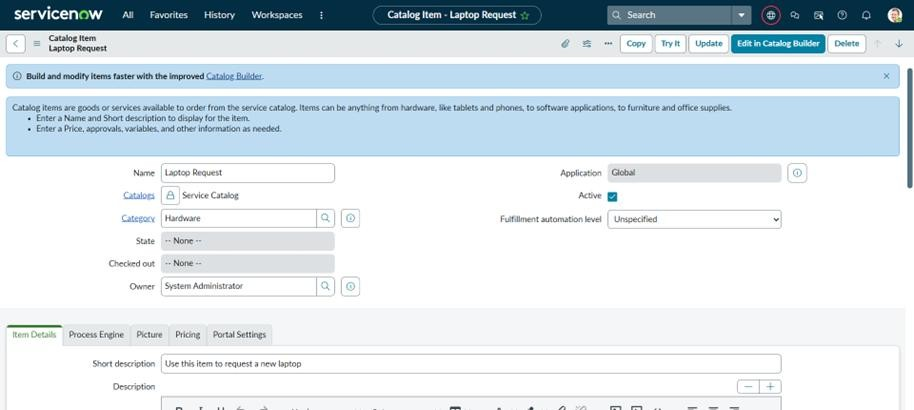 servicenow All Favorites History Workspaces Catalog Item - Laptop Request Search
Catalog Item
Laptop Request
Copy Try It Update Edit in Catalog Builder Delete
Build and modify items faster with the improved Catalog Builder.
Catalog items are goods or services available to order from the service catalog. Items can be anything from hardware, like tablets and phones, to software applications, to furniture and office supplies.
• Enter a Name and Short description to display for the item.
• Enter a Price, approvals, variables, and other information as needed.
Name Laptop Request Application Global
Catalogs Service Catalog Active
Category Hardware Fulfillment automation level Unspecified
State -- None --
Checked out -- None --
Owner System Administrator
Item Details Process Engine Picture Pricing Portal Settings
Short description Use this item to request a new laptop
Description